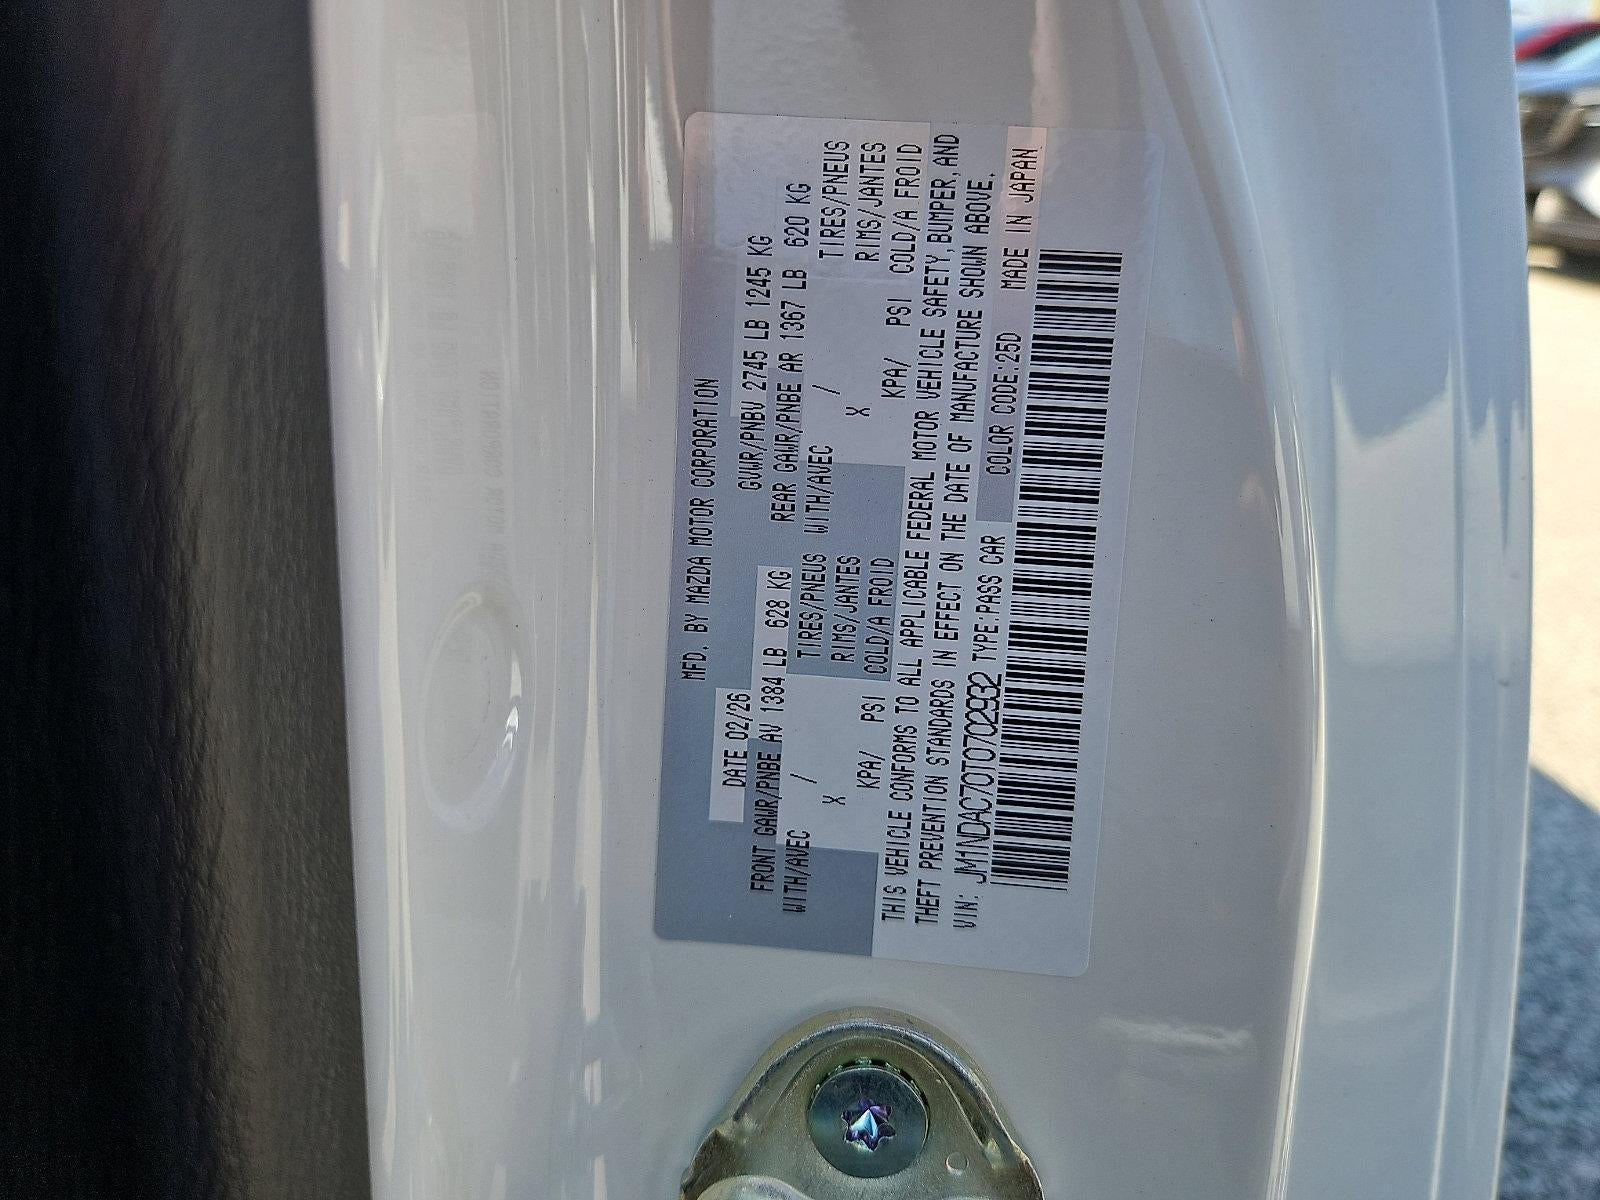 MFD. BY MAZDA MOTOR CORPORATION
DATE 02/26 GVWR/PNBV 2745 LB 1245 KG
FRONT GAWR/PNBE AV 1384 LB 628 KG REAR GAWR/PNBE AR 1367 LB 620 KG
WITH/AVEC / TIRES/PNEUS WITH/AVEC / TIRES/PNEUS
X RIMS/JANTES X RIMS/JANTES
KPA/ PSI COLD/A FROID KPA/ PSI COLD/A FROID
THIS VEHICLE CONFORMS TO ALL APPLICABLE FEDERAL MOTOR VEHICLE SAFETY, BUMPER, AND
THEFT PREVENTION STANDARDS IN EFFECT ON THE DATE OF MANUFACTURE SHOWN ABOVE.
VIN: JM1NDAC70T0702932 TYPE:PASS CAR COLOR CODE:25D MADE IN JAPAN